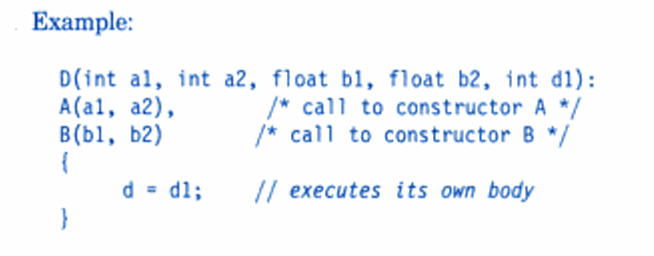 Example:
D(int a1, int a2, float b1, float b2, int d1):
A(a1, a2), /* call to constructor A */
B(b1, b2) /* call to constructor B */
{
d = d1; // executes its own body
}